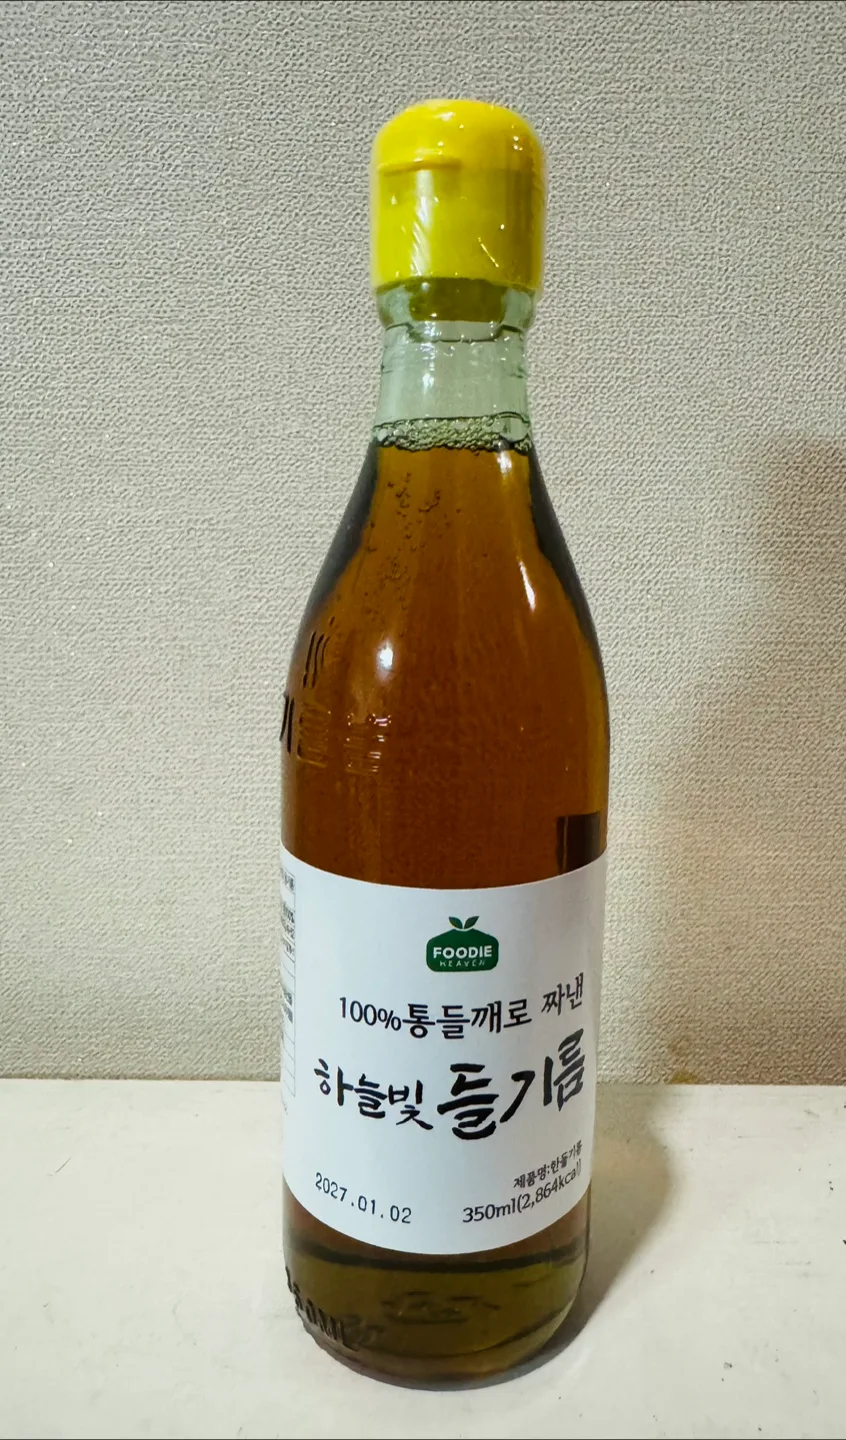 FOODIE
HEAVEN
100%통들깨로 짜낸
하늘빛 들기름
제품명:한들기름
2027.01.02
350ml(2,864kcal)